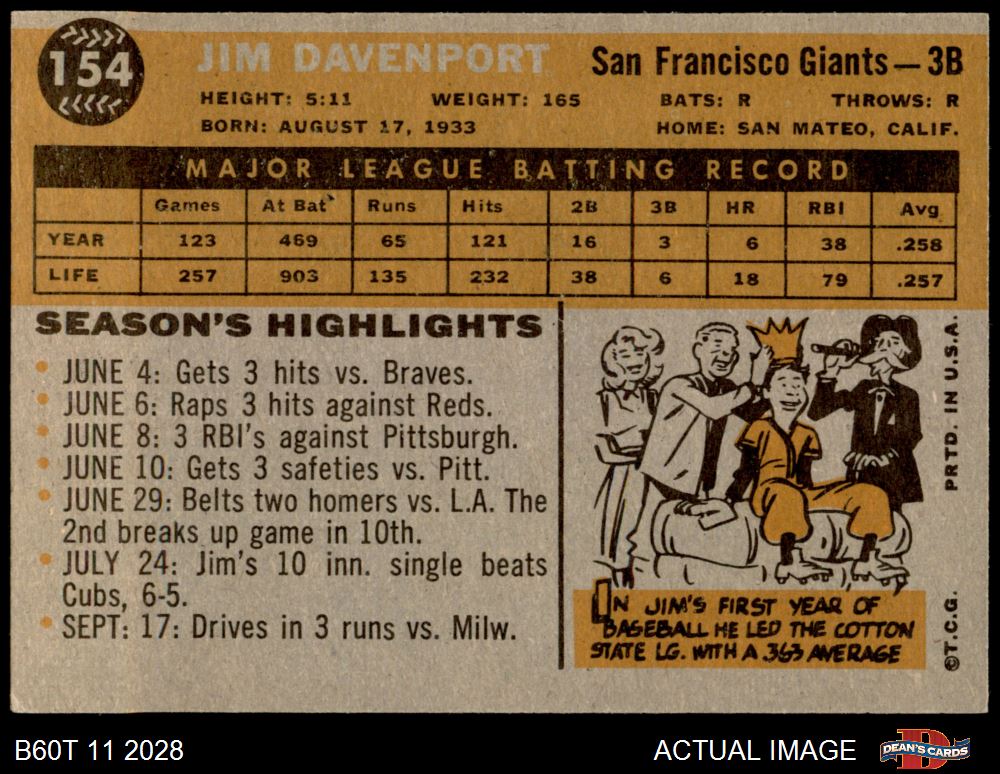 154
JIM DAVENPORT
San Francisco Giants — 3B
HEIGHT: 5:11 WEIGHT: 165 BATS: R THROWS: R
BORN: AUGUST 17, 1933 HOME: SAN MATEO, CALIF.
MAJOR LEAGUE BATTING RECORD
Games At Bat Runs Hits 2B 3B HR RBI Avg
YEAR 123 469 65 121 16 3 6 38 .258
LIFE 257 903 135 232 38 6 18 79 .257
SEASON'S HIGHLIGHTS
• JUNE 4: Gets 3 hits vs. Braves.
• JUNE 6: Raps 3 hits against Reds.
• JUNE 8: 3 RBI's against Pittsburgh.
• JUNE 10: Gets 3 safeties vs. Pitt.
• JUNE 29: Belts two homers vs. L.A. The
2nd breaks up game in 10th.
• JULY 24: Jim's 10 inn. single beats
Cubs, 6-5.
• SEPT: 17: Drives in 3 runs vs. Milw.
IN JIM'S FIRST YEAR OF
BASEBALL HE LED THE COTTON
STATE LG. WITH A .363 AVERAGE
PRTD. IN U.S.A.
©T.C.G.
B60T 11 2028
ACTUAL IMAGE
DEAN'S CARDS